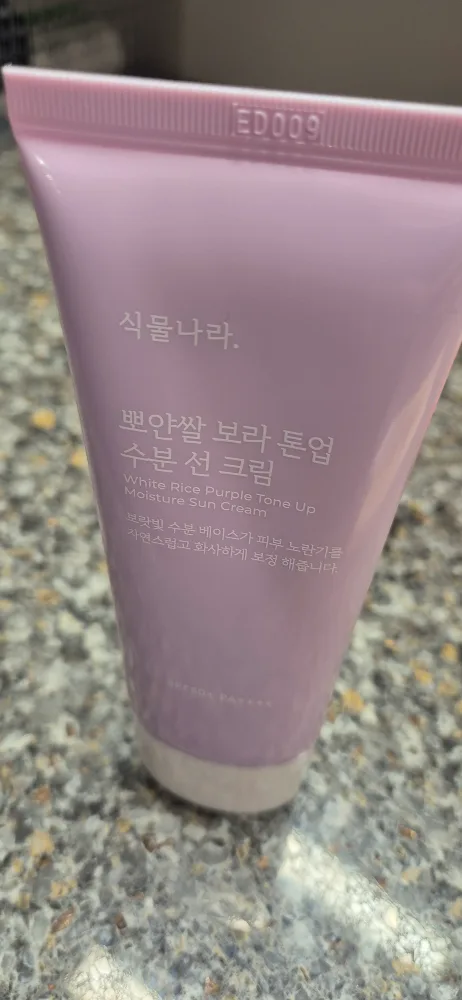 ED009
식물나라.
뽀얀쌀 보라 톤업
수분 선 크림
White Rice Purple Tone Up
Moisture Sun Cream
보랏빛 수분 베이스가 피부 노란기를
자연스럽고 화사하게 보정 해줍니다.
PA++++